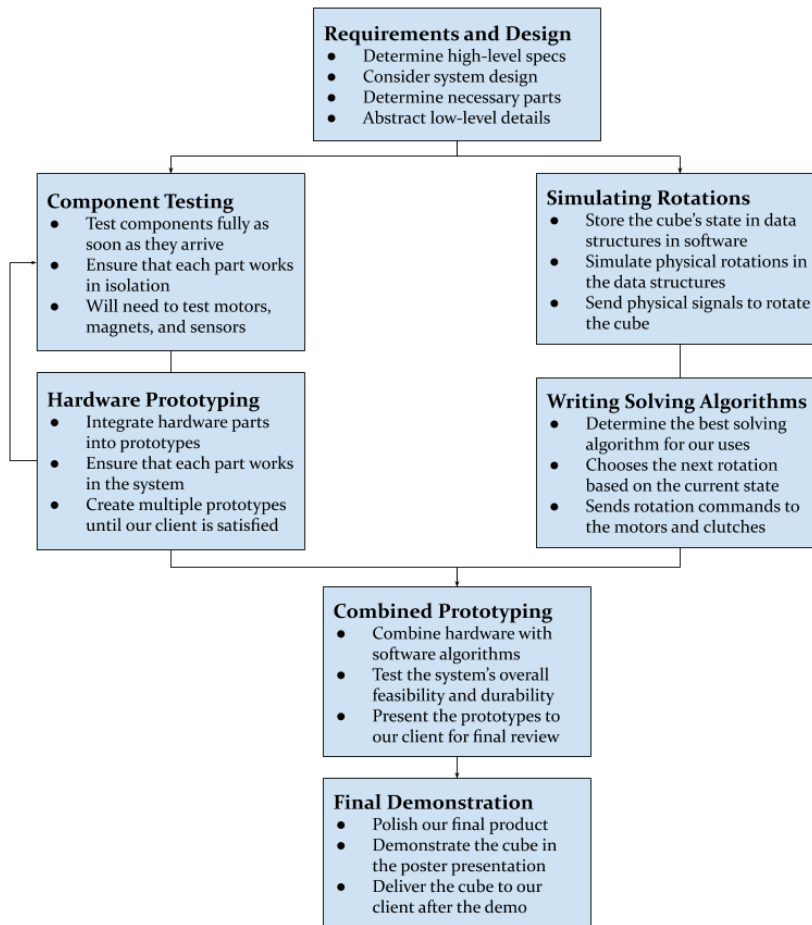 Requirements and Design
● Determine high-level specs
● Consider system design
● Determine necessary parts
● Abstract low-level details
Component Testing
● Test components fully as
soon as they arrive
● Ensure that each part works
in isolation
● Will need to test motors,
magnets, and sensors
Simulating Rotations
● Store the cube's state in data
structures in software
● Simulate physical rotations in
the data structures
● Send physical signals to rotate
the cube
Hardware Prototyping
● Integrate hardware parts
into prototypes
● Ensure that each part works
in the system
● Create multiple prototypes
until our client is satisfied
Writing Solving Algorithms
● Determine the best solving
algorithm for our uses
● Chooses the next rotation
based on the current state
● Sends rotation commands to
the motors and clutches
Combined Prototyping
● Combine hardware with
software algorithms
● Test the system's overall
feasibility and durability
● Present the prototypes to
our client for final review
Final Demonstration
● Polish our final product
● Demonstrate the cube in
the poster presentation
● Deliver the cube to our
client after the demo